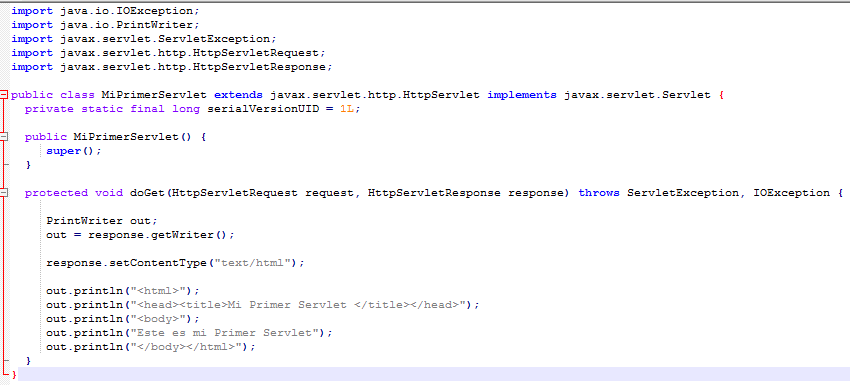 import java.io.IOException;
import java.io.PrintWriter;
import javax.servlet.ServletException;
import javax.servlet.http.HttpServletRequest;
import javax.servlet.http.HttpServletResponse;
public class MiPrimerServlet extends javax.servlet.http.HttpServlet implements javax.servlet.Servlet {
private static final long serialVersionUID = 1L;
public MiPrimerServlet() {
super();
}
protected void doGet(HttpServletRequest request, HttpServletResponse response) throws ServletException, IOException {
PrintWriter out;
out = response.getWriter();
response.setContentType("text/html");
out.println("<html>");
out.println("<head><title>Mi Primer Servlet </title></head>");
out.println("<body>");
out.println("Este es mi Primer Servlet");
out.println("</body></html>");
}
}